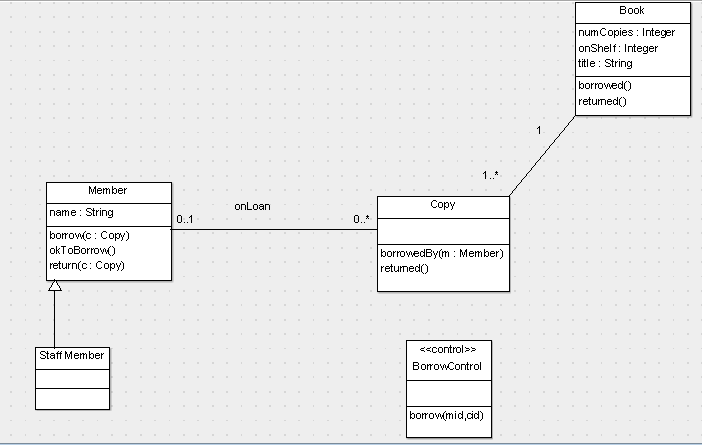 Book
numCopies : Integer
onShelf : Integer
title : String
borrowed()
returned()
1
1..*
Member
name : String
borrow(c : Copy)
okToBorrow()
return(c : Copy)
0..1
onLoan
0..*
Copy
borrowedBy(m : Member)
returned()
Staff Member
<<control>>
BorrowControl
borrow(mid,cid)